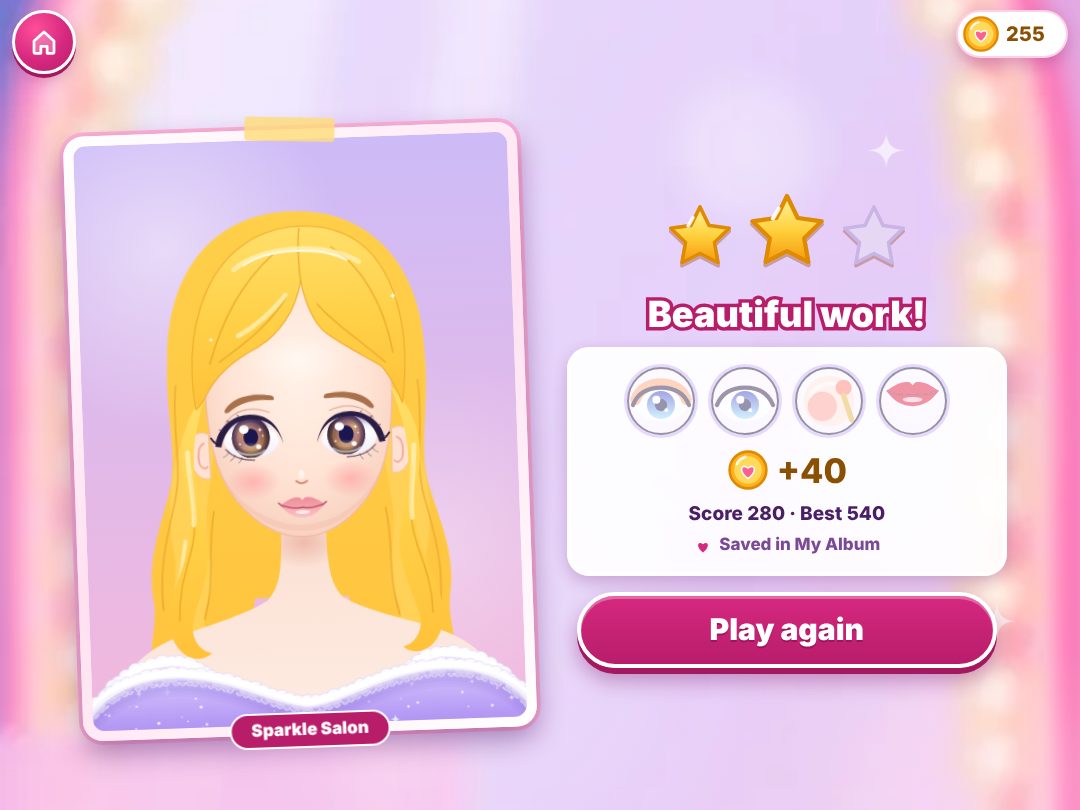 255
Beautiful work!
+40
Score 280 · Best 540
Saved in My Album
Play again
Sparkle Salon